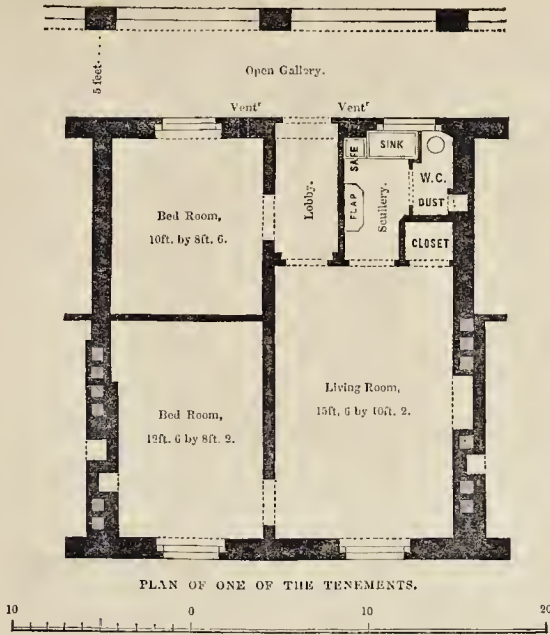 5 feet
Open Gallery.
Vent^r
Vent^r
SAFE
SINK
W.C.
Bed Room,
10ft. by 8ft. 6.
Lobby.
FLAP
Scullery.
DUST
CLOSET
Living Room,
15ft. 6 by 10ft. 2.
Bed Room,
12ft. 6 by 8ft. 2.
PLAN OF ONE OF THE TENEMENTS.
10 0 10 20